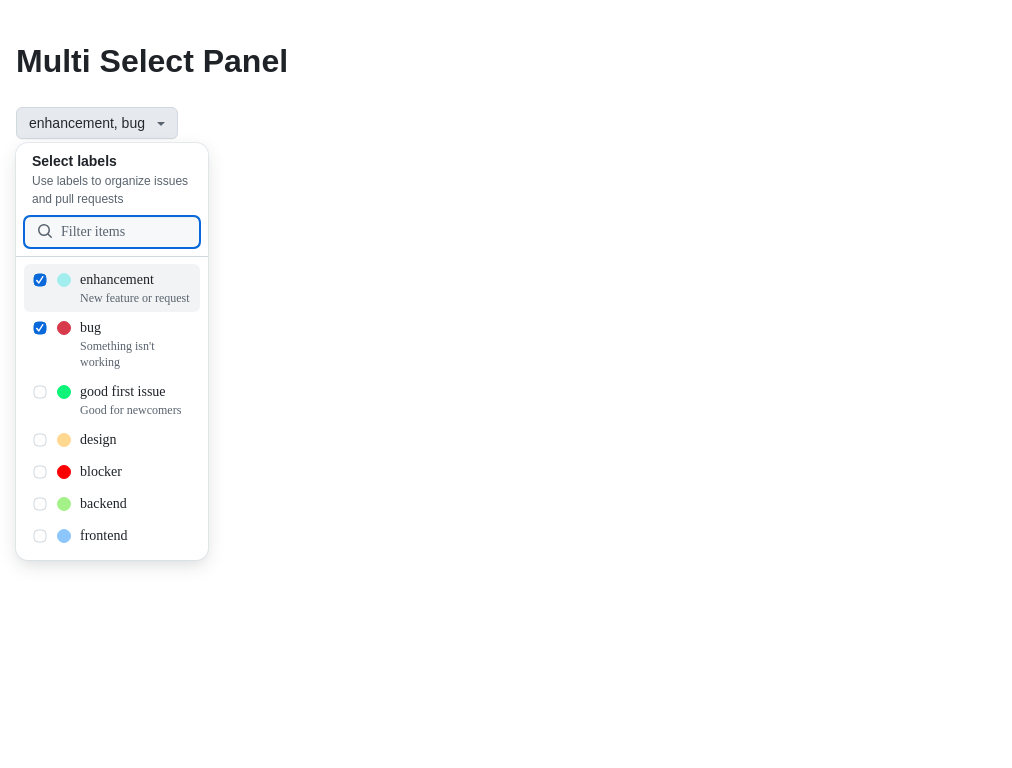 Multi Select Panel
enhancement, bug
Select labels
Use labels to organize issues
and pull requests
Filter items
enhancement
New feature or request
bug
Something isn't
working
good first issue
Good for newcomers
design
blocker
backend
frontend